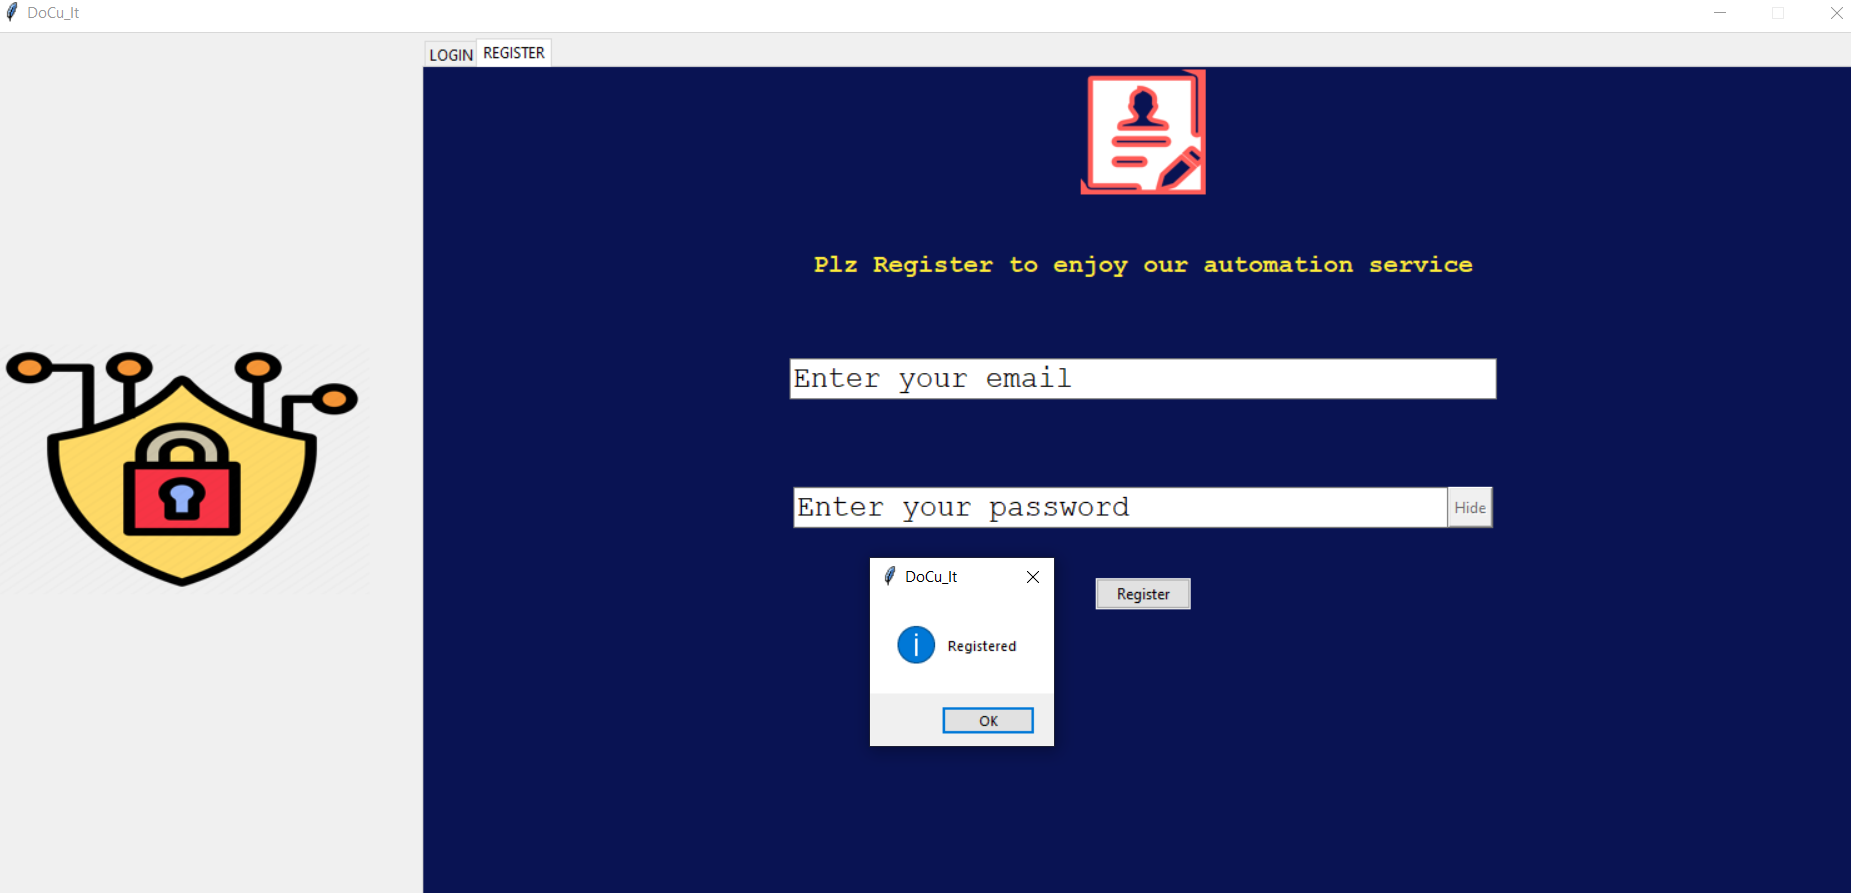 DoCu_It
LOGIN REGISTER
Plz Register to enjoy our automation service
Enter your email
Enter your password Hide
DoCu_It
Register
Registered
OK